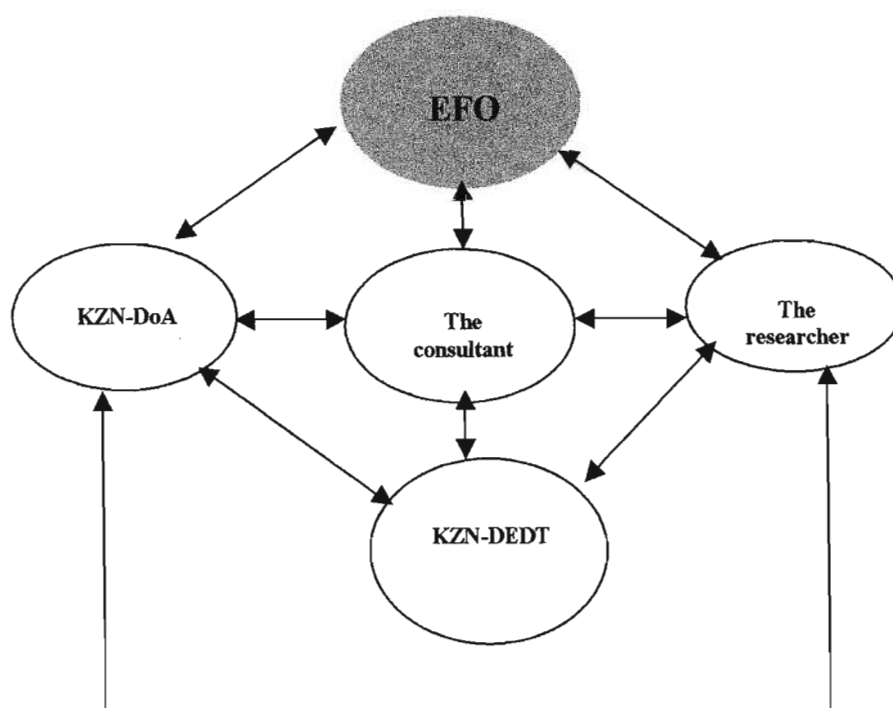 EFO
KZN-DoA
The
consultant
The
researcher
KZN-DEDT